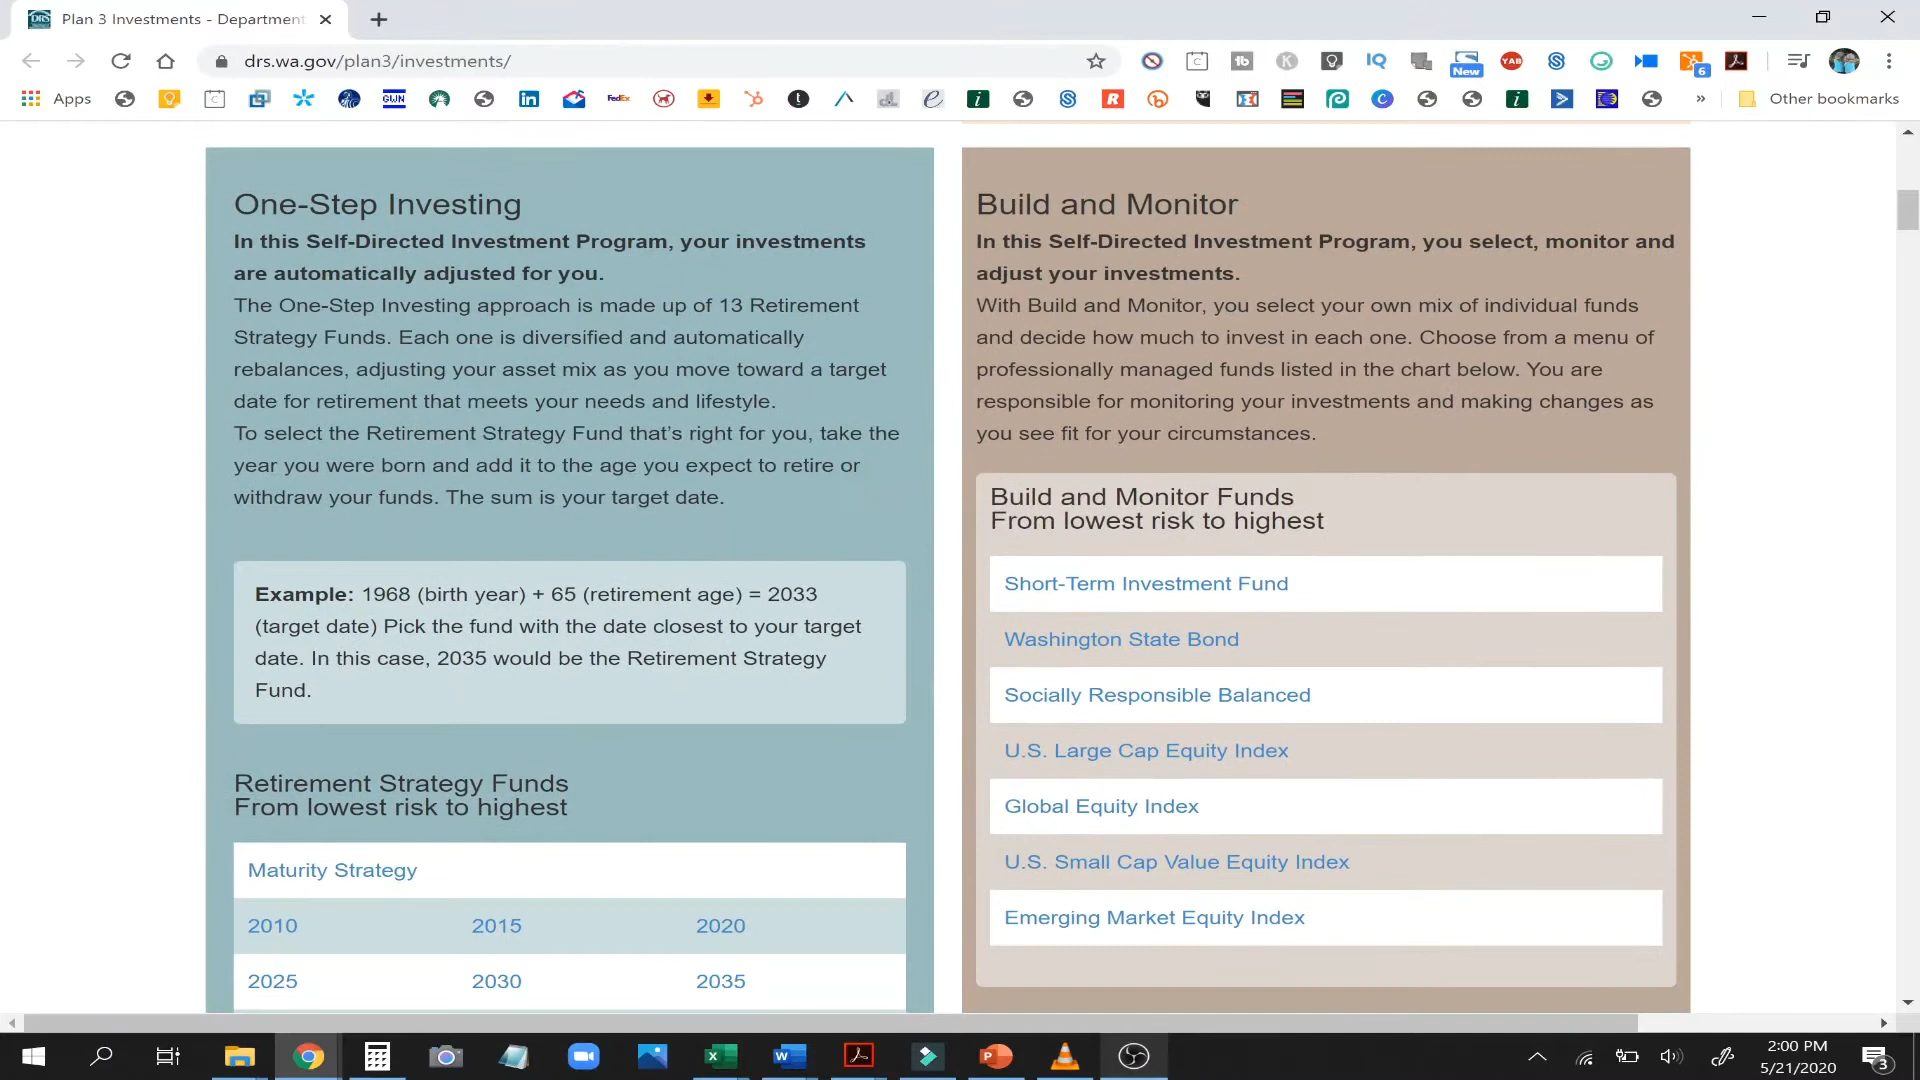 Plan 3 Investments - Department
drs.wa.gov/plan3/investments/
New
YAB
6
Apps
GWN
FedEx
Other bookmarks
One-Step Investing
In this Self-Directed Investment Program, your investments
are automatically adjusted for you.
The One-Step Investing approach is made up of 13 Retirement
Strategy Funds. Each one is diversified and automatically
rebalances, adjusting your asset mix as you move toward a target
date for retirement that meets your needs and lifestyle.
To select the Retirement Strategy Fund that’s right for you, take the
year you were born and add it to the age you expect to retire or
withdraw your funds. The sum is your target date.
Example: 1968 (birth year) + 65 (retirement age) = 2033
(target date) Pick the fund with the date closest to your target
date. In this case, 2035 would be the Retirement Strategy
Fund.
Retirement Strategy Funds
From lowest risk to highest
Maturity Strategy
2010 2015 2020
2025 2030 2035
Build and Monitor
In this Self-Directed Investment Program, you select, monitor and
adjust your investments.
With Build and Monitor, you select your own mix of individual funds
and decide how much to invest in each one. Choose from a menu of
professionally managed funds listed in the chart below. You are
responsible for monitoring your investments and making changes as
you see fit for your circumstances.
Build and Monitor Funds
From lowest risk to highest
Short-Term Investment Fund
Washington State Bond
Socially Responsible Balanced
U.S. Large Cap Equity Index
Global Equity Index
U.S. Small Cap Value Equity Index
Emerging Market Equity Index
2:00 PM
5/21/2020
3